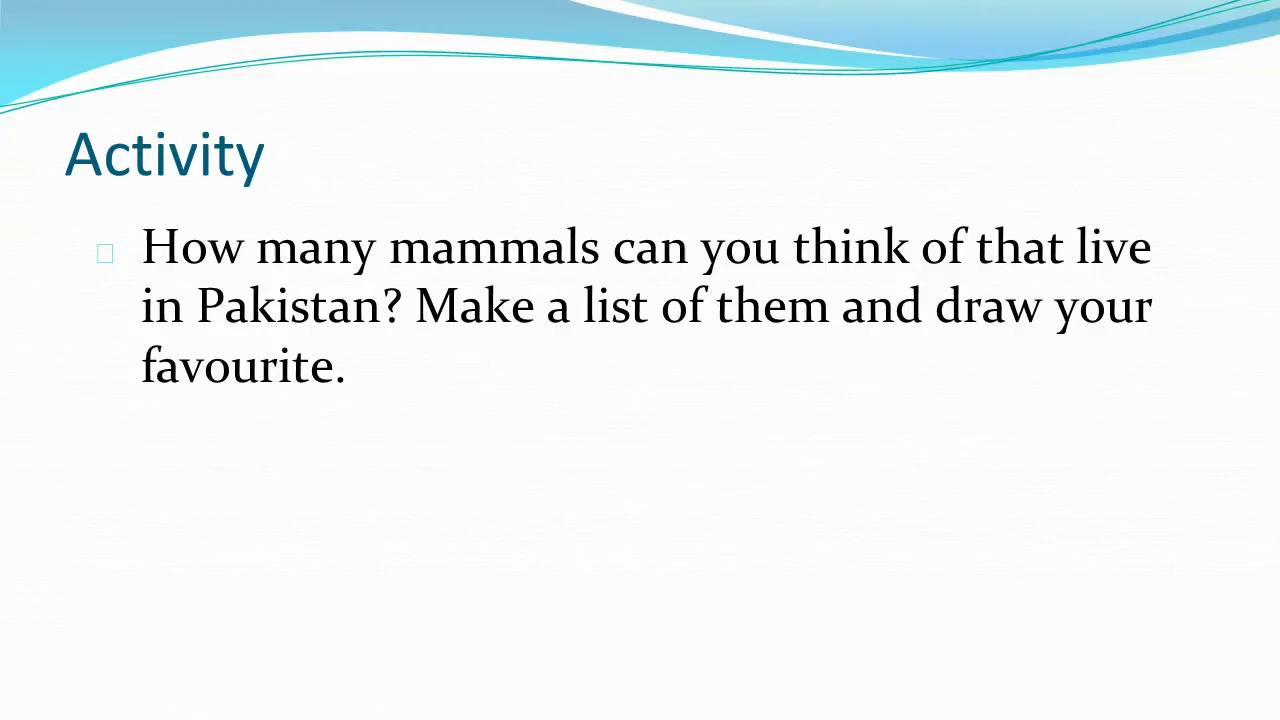 Activity
How many mammals can you think of that live
in Pakistan? Make a list of them and draw your
favourite.